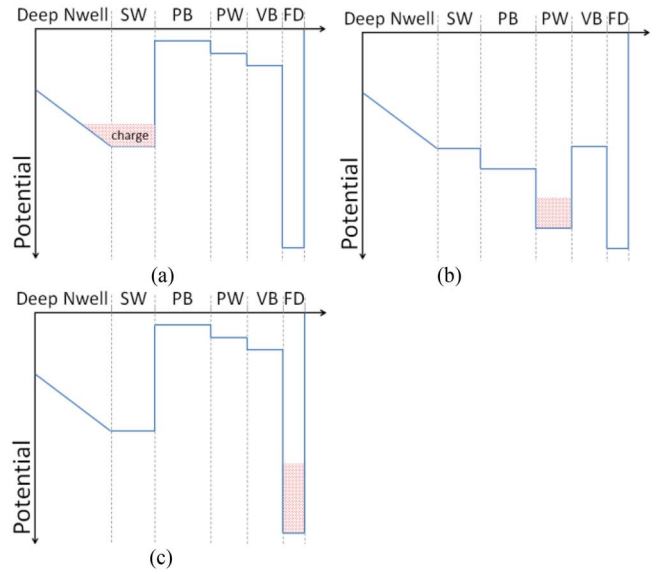 Deep Nwell SW PB PW VB FD
Potential
charge
(a)
Deep Nwell SW PB PW VB FD
Potential
(b)
Deep Nwell SW PB PW VB FD
Potential
(c)